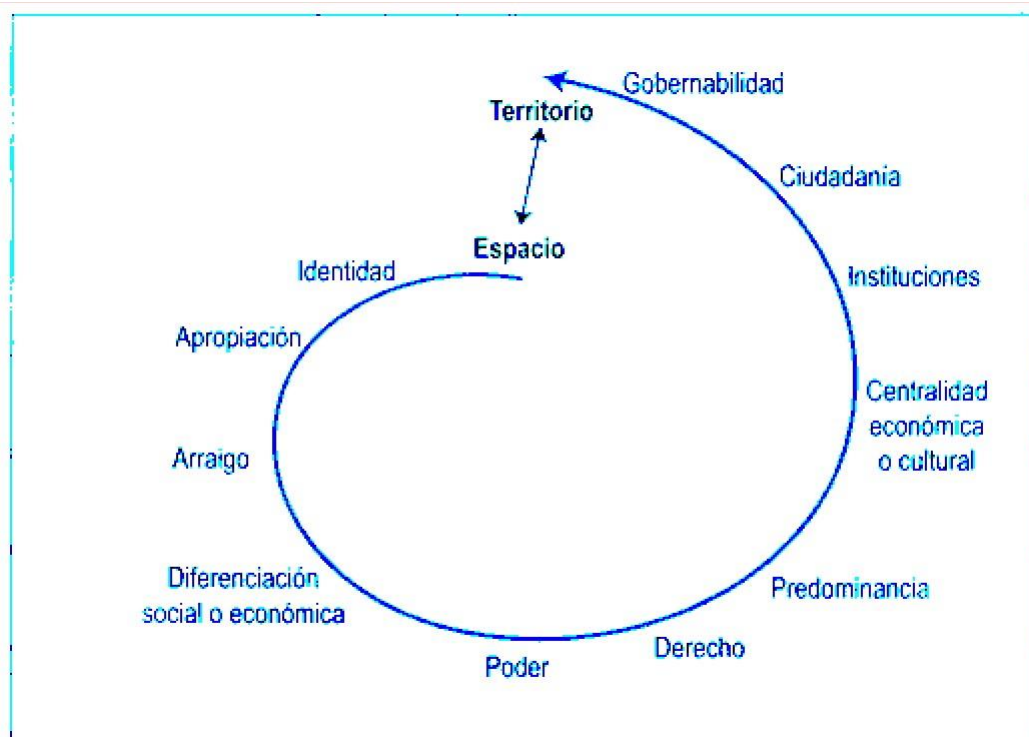 Gobernabilidad
Territorio
Ciudadanía
Espacio
Identidad
Instituciones
Apropiación
Centralidad
económica
o cultural
Arraigo
Diferenciación
social o económica
Predominancia
Derecho
Poder